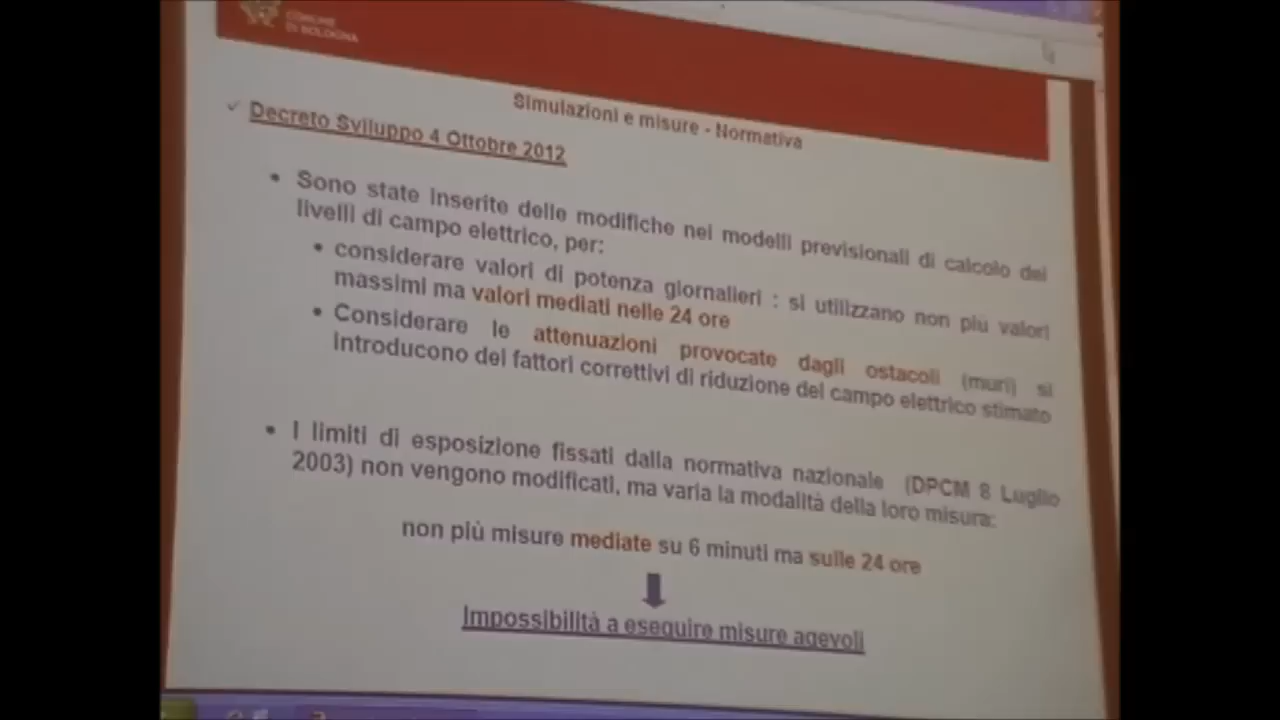 COMUNE
DI BOLOGNA
Simulazioni e misure - Normativa
✓ Decreto Sviluppo 4 Ottobre 2012
• Sono state inserite delle modifiche nei modelli previsionali di calcolo dei
livelli di campo elettrico, per:
• considerare valori di potenza giornalieri : si utilizzano non più valori
massimi ma valori mediati nelle 24 ore
• Considerare le attenuazioni provocate dagli ostacoli (muri) si
introducono dei fattori correttivi di riduzione del campo elettrico stimato
• I limiti di esposizione fissati dalla normativa nazionale (DPCM 8 Luglio
2003) non vengono modificati, ma varia la modalità della loro misura:
non più misure mediate su 6 minuti ma sulle 24 ore
Impossibilità a eseguire misure agevoli